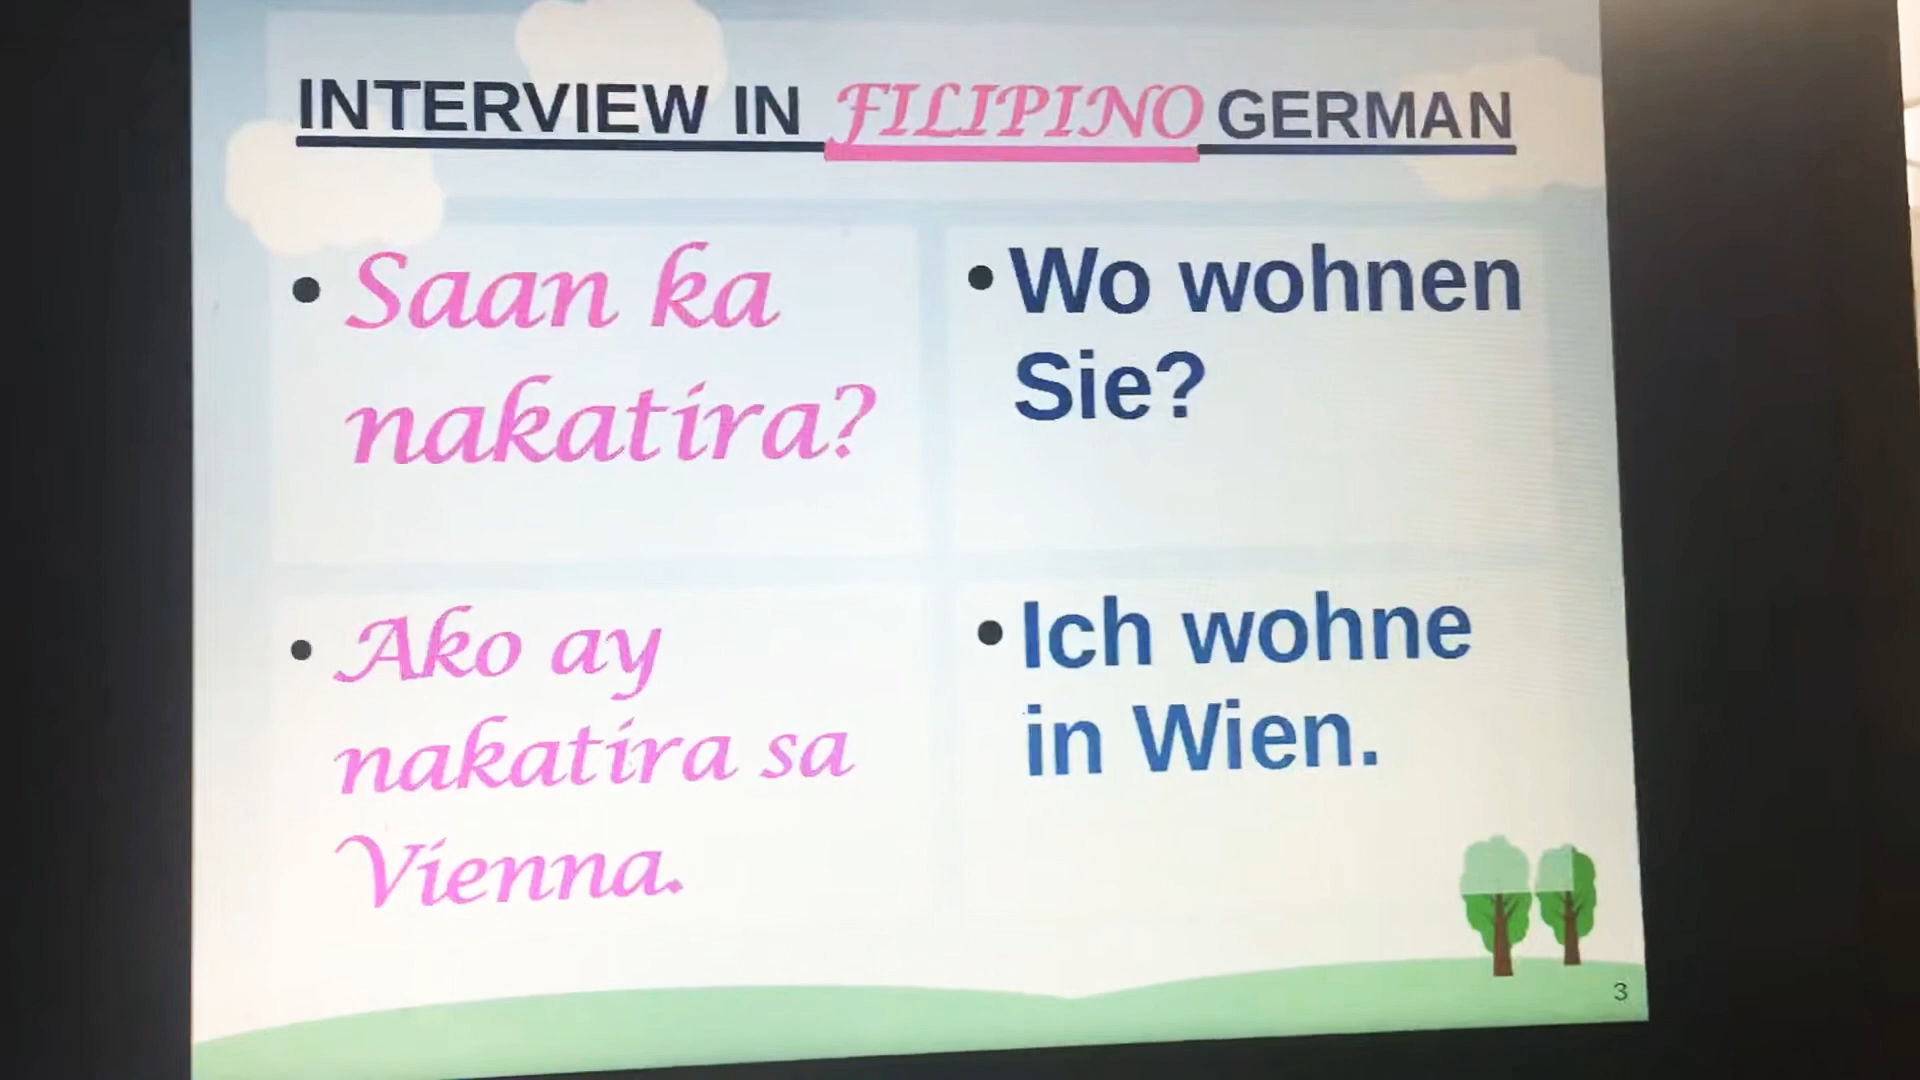 INTERVIEW IN FILIPINO GERMAN
• Saan ka
nakatira?
• Wo wohnen
Sie?
• Ako ay
nakatira sa
Vienna.
• Ich wohne
in Wien.
3